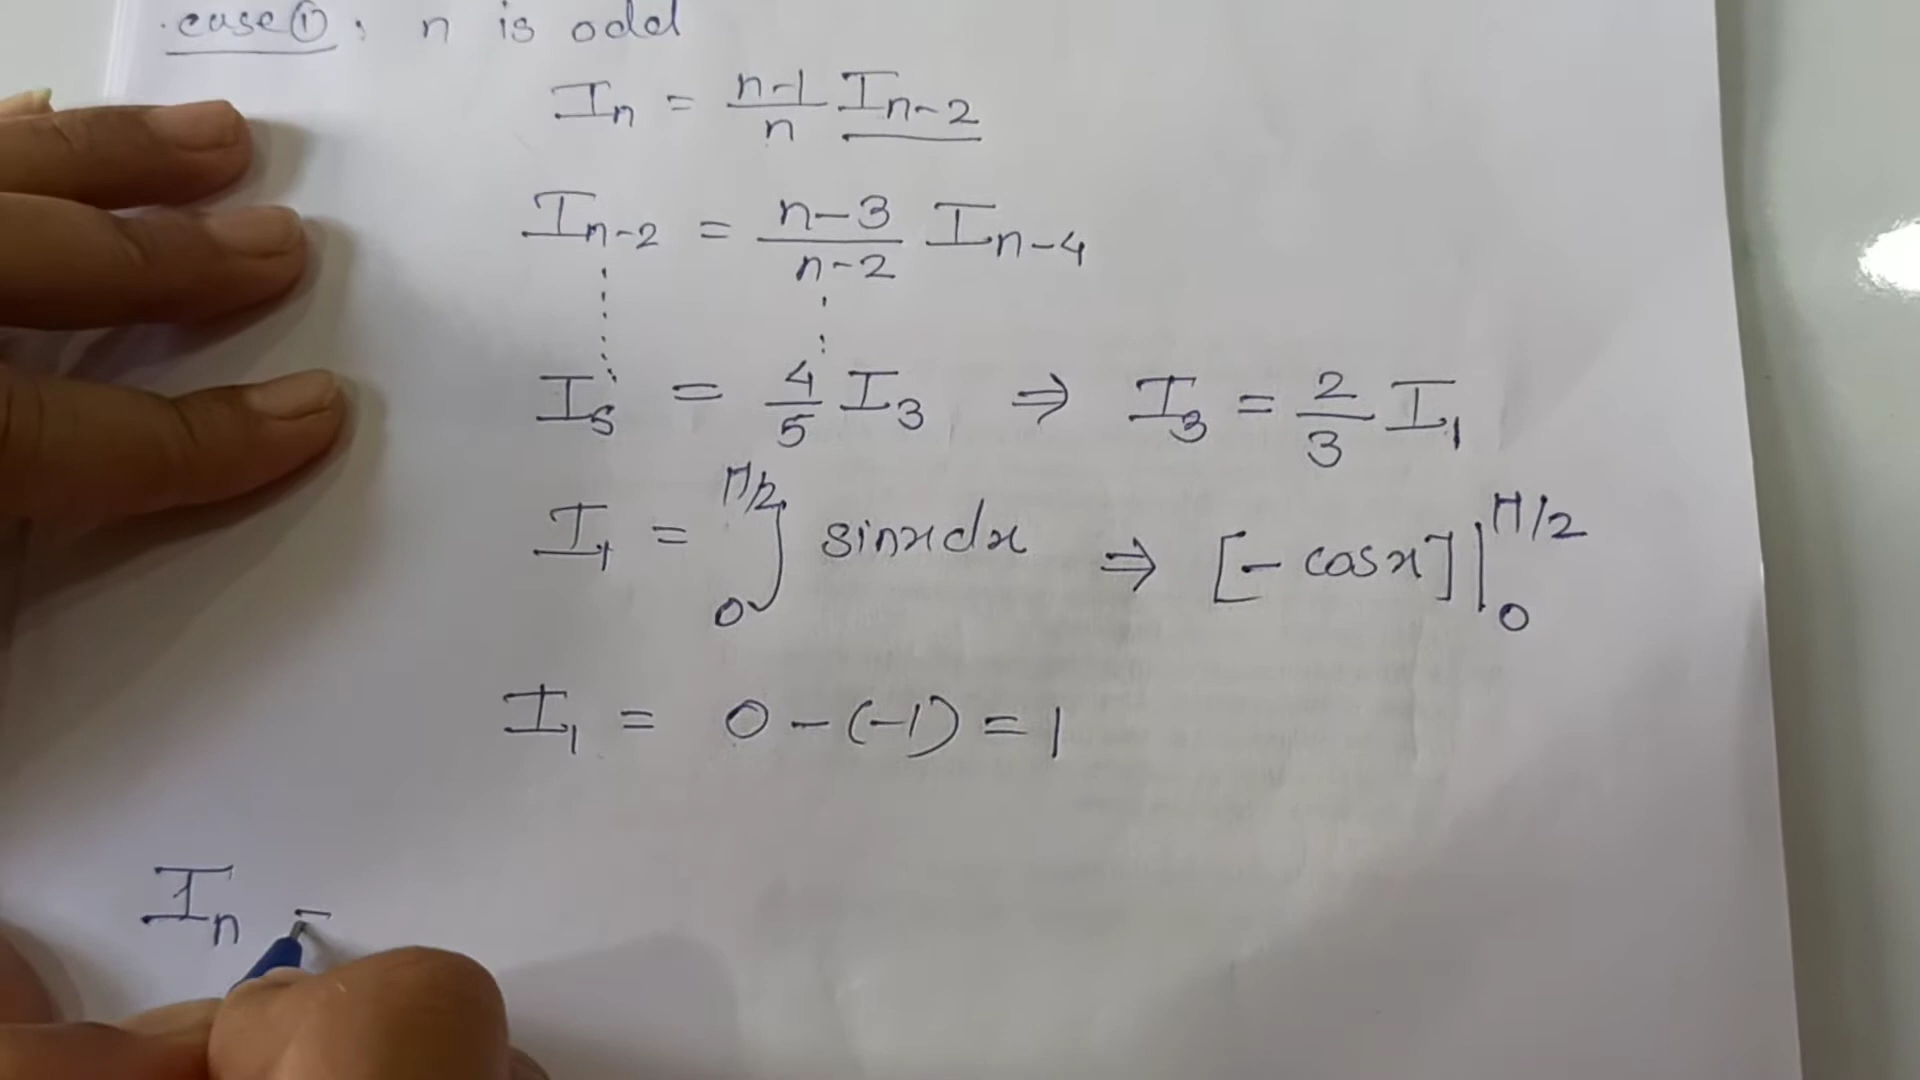 case ① : n is odd
Iₙ = n-1/n Iₙ₋₂
Iₙ₋₂ = n-3/n-2 Iₙ₋₄
I₅ = 4/5 I₃ ⇒ I₃ = 2/3 I₁
I₁ = ∫₀^π/2 sinx dx ⇒ [- cosx]|₀^π/2
I₁ = 0 - (-1) = 1
Iₙ -